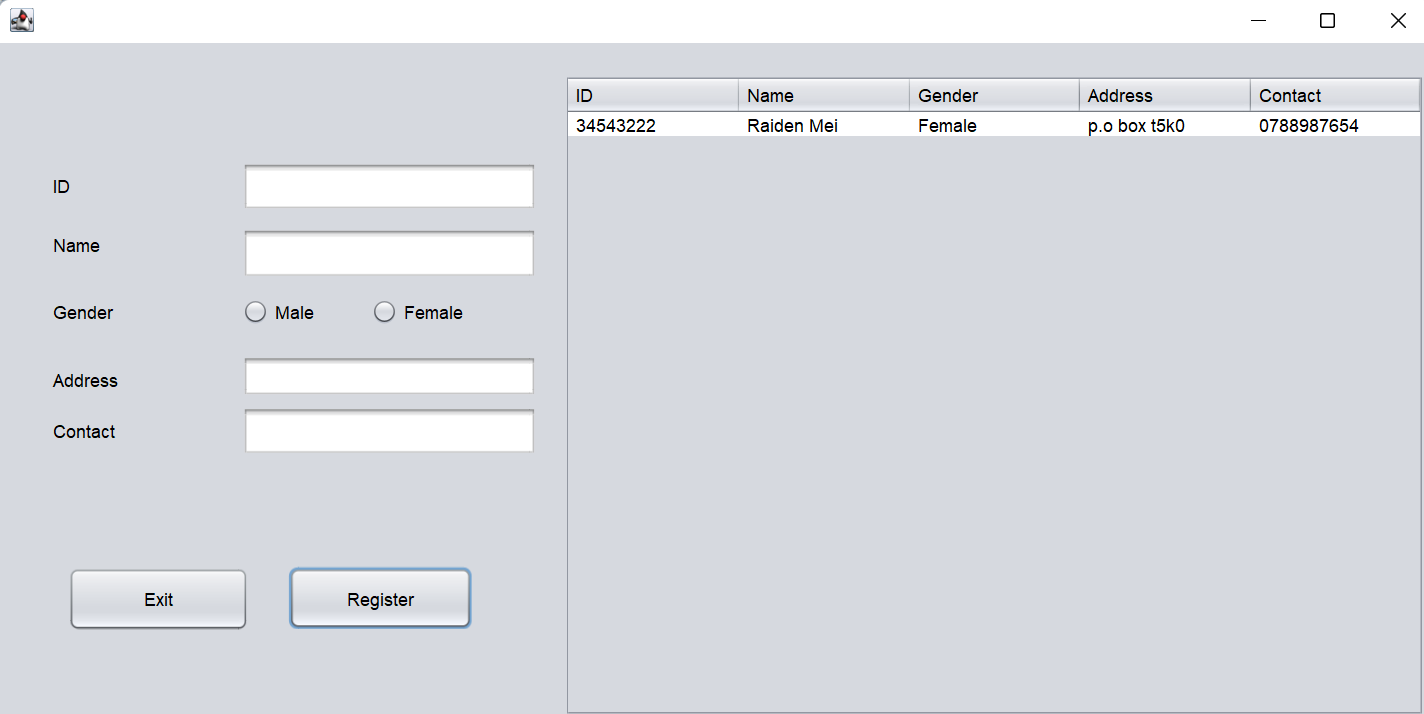 ID
Name
Gender Male Female
Address
Contact
Exit Register
ID Name Gender Address Contact
34543222 Raiden Mei Female p.o box t5k0 0788987654